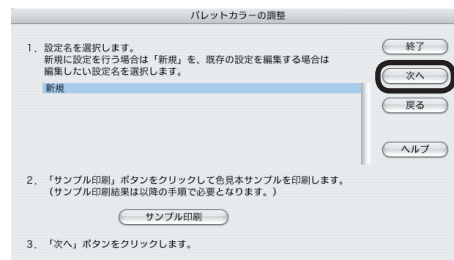 パレットカラーの調整
1. 設定名を選択します。
新規に設定を行う場合は「新規」を、既存の設定を編集する場合は
編集したい設定名を選択します。
新規
終了
次へ
戻る
ヘルプ
2. 「サンプル印刷」ボタンをクリックして色見本サンプルを印刷します。
(サンプル印刷結果は以降の手順で必要となります。)
サンプル印刷
3. 「次へ」ボタンをクリックします。